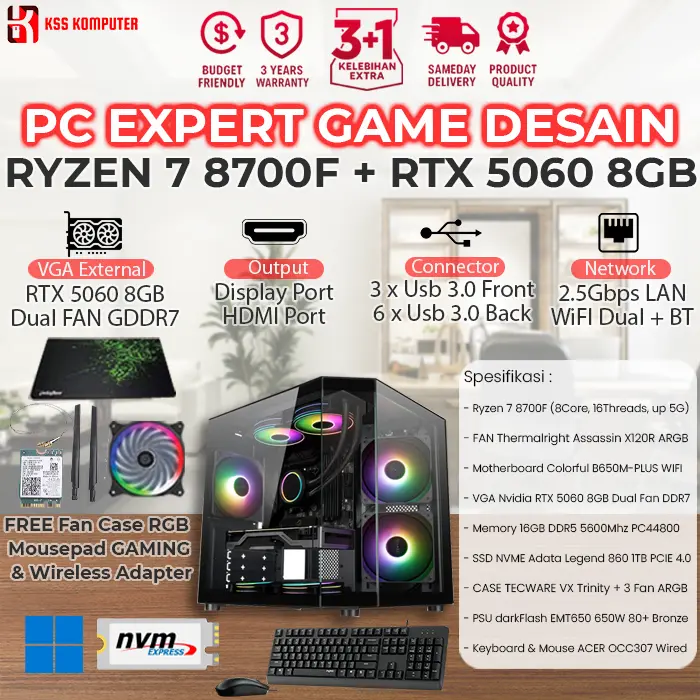 KSS KOMPUTER
BUDGET
FRIENDLY
3
3 YEARS
WARRANTY
3+1
KELEBIHAN
EXTRA
SAMEDAY
DELIVERY
PRODUCT
QUALITY
PC EXPERT GAME DESAIN
RYZEN 7 8700F + RTX 5060 8GB
VGA External
RTX 5060 8GB
Dual FAN GDDR7
Output
Display Port
HDMI Port
Connector
3 x Usb 3.0 Front
6 x Usb 3.0 Back
Network
2.5Gbps LAN
WiFI Dual + BT
FREE Fan Case RGB
Mousepad GAMING
& Wireless Adapter
Spesifikasi :
- Ryzen 7 8700F (8Core, 16Threads, up 5G)
- FAN Thermalright Assassin X120R ARGB
- Motherboard Colorful B650M-PLUS WIFI
- VGA Nvidia RTX 5060 8GB Dual Fan DDR7
- Memory 16GB DDR5 5600Mhz PC44800
- SSD NVME Adata Legend 860 1TB PCIE 4.0
- CASE TECWARE VX Trinity + 3 Fan ARGB
- PSU darkFlash EMT650 650W 80+ Bronze
- Keyboard & Mouse ACER OCC307 Wired
nvm
EXPRESS